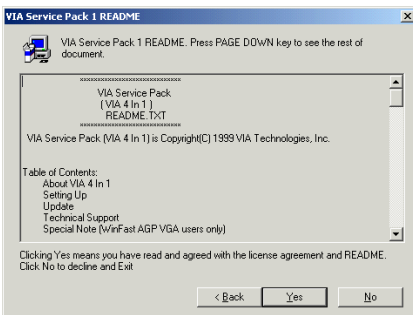 VIA Service Pack 1 README
VIA Service Pack 1 README. Press PAGE DOWN key to see the rest of
document.
xxxxxxxxxxxxxxxxxxxxxxxxxxx
VIA Service Pack
( VIA 4 In 1 )
README.TXT
xxxxxxxxxxxxxxxxxxxxxxxxxxx
VIA Service Pack (VIA 4 In 1) is Copyright(C) 1999 VIA Technologies, Inc.
Table of Contents:
About VIA 4 In 1
Setting Up
Update
Technical Support
Special Note (WinFast AGP VGA users only)
Clicking Yes means you have read and agreed with the license agreement and README.
Click No to decline and Exit
< Back
Yes
No